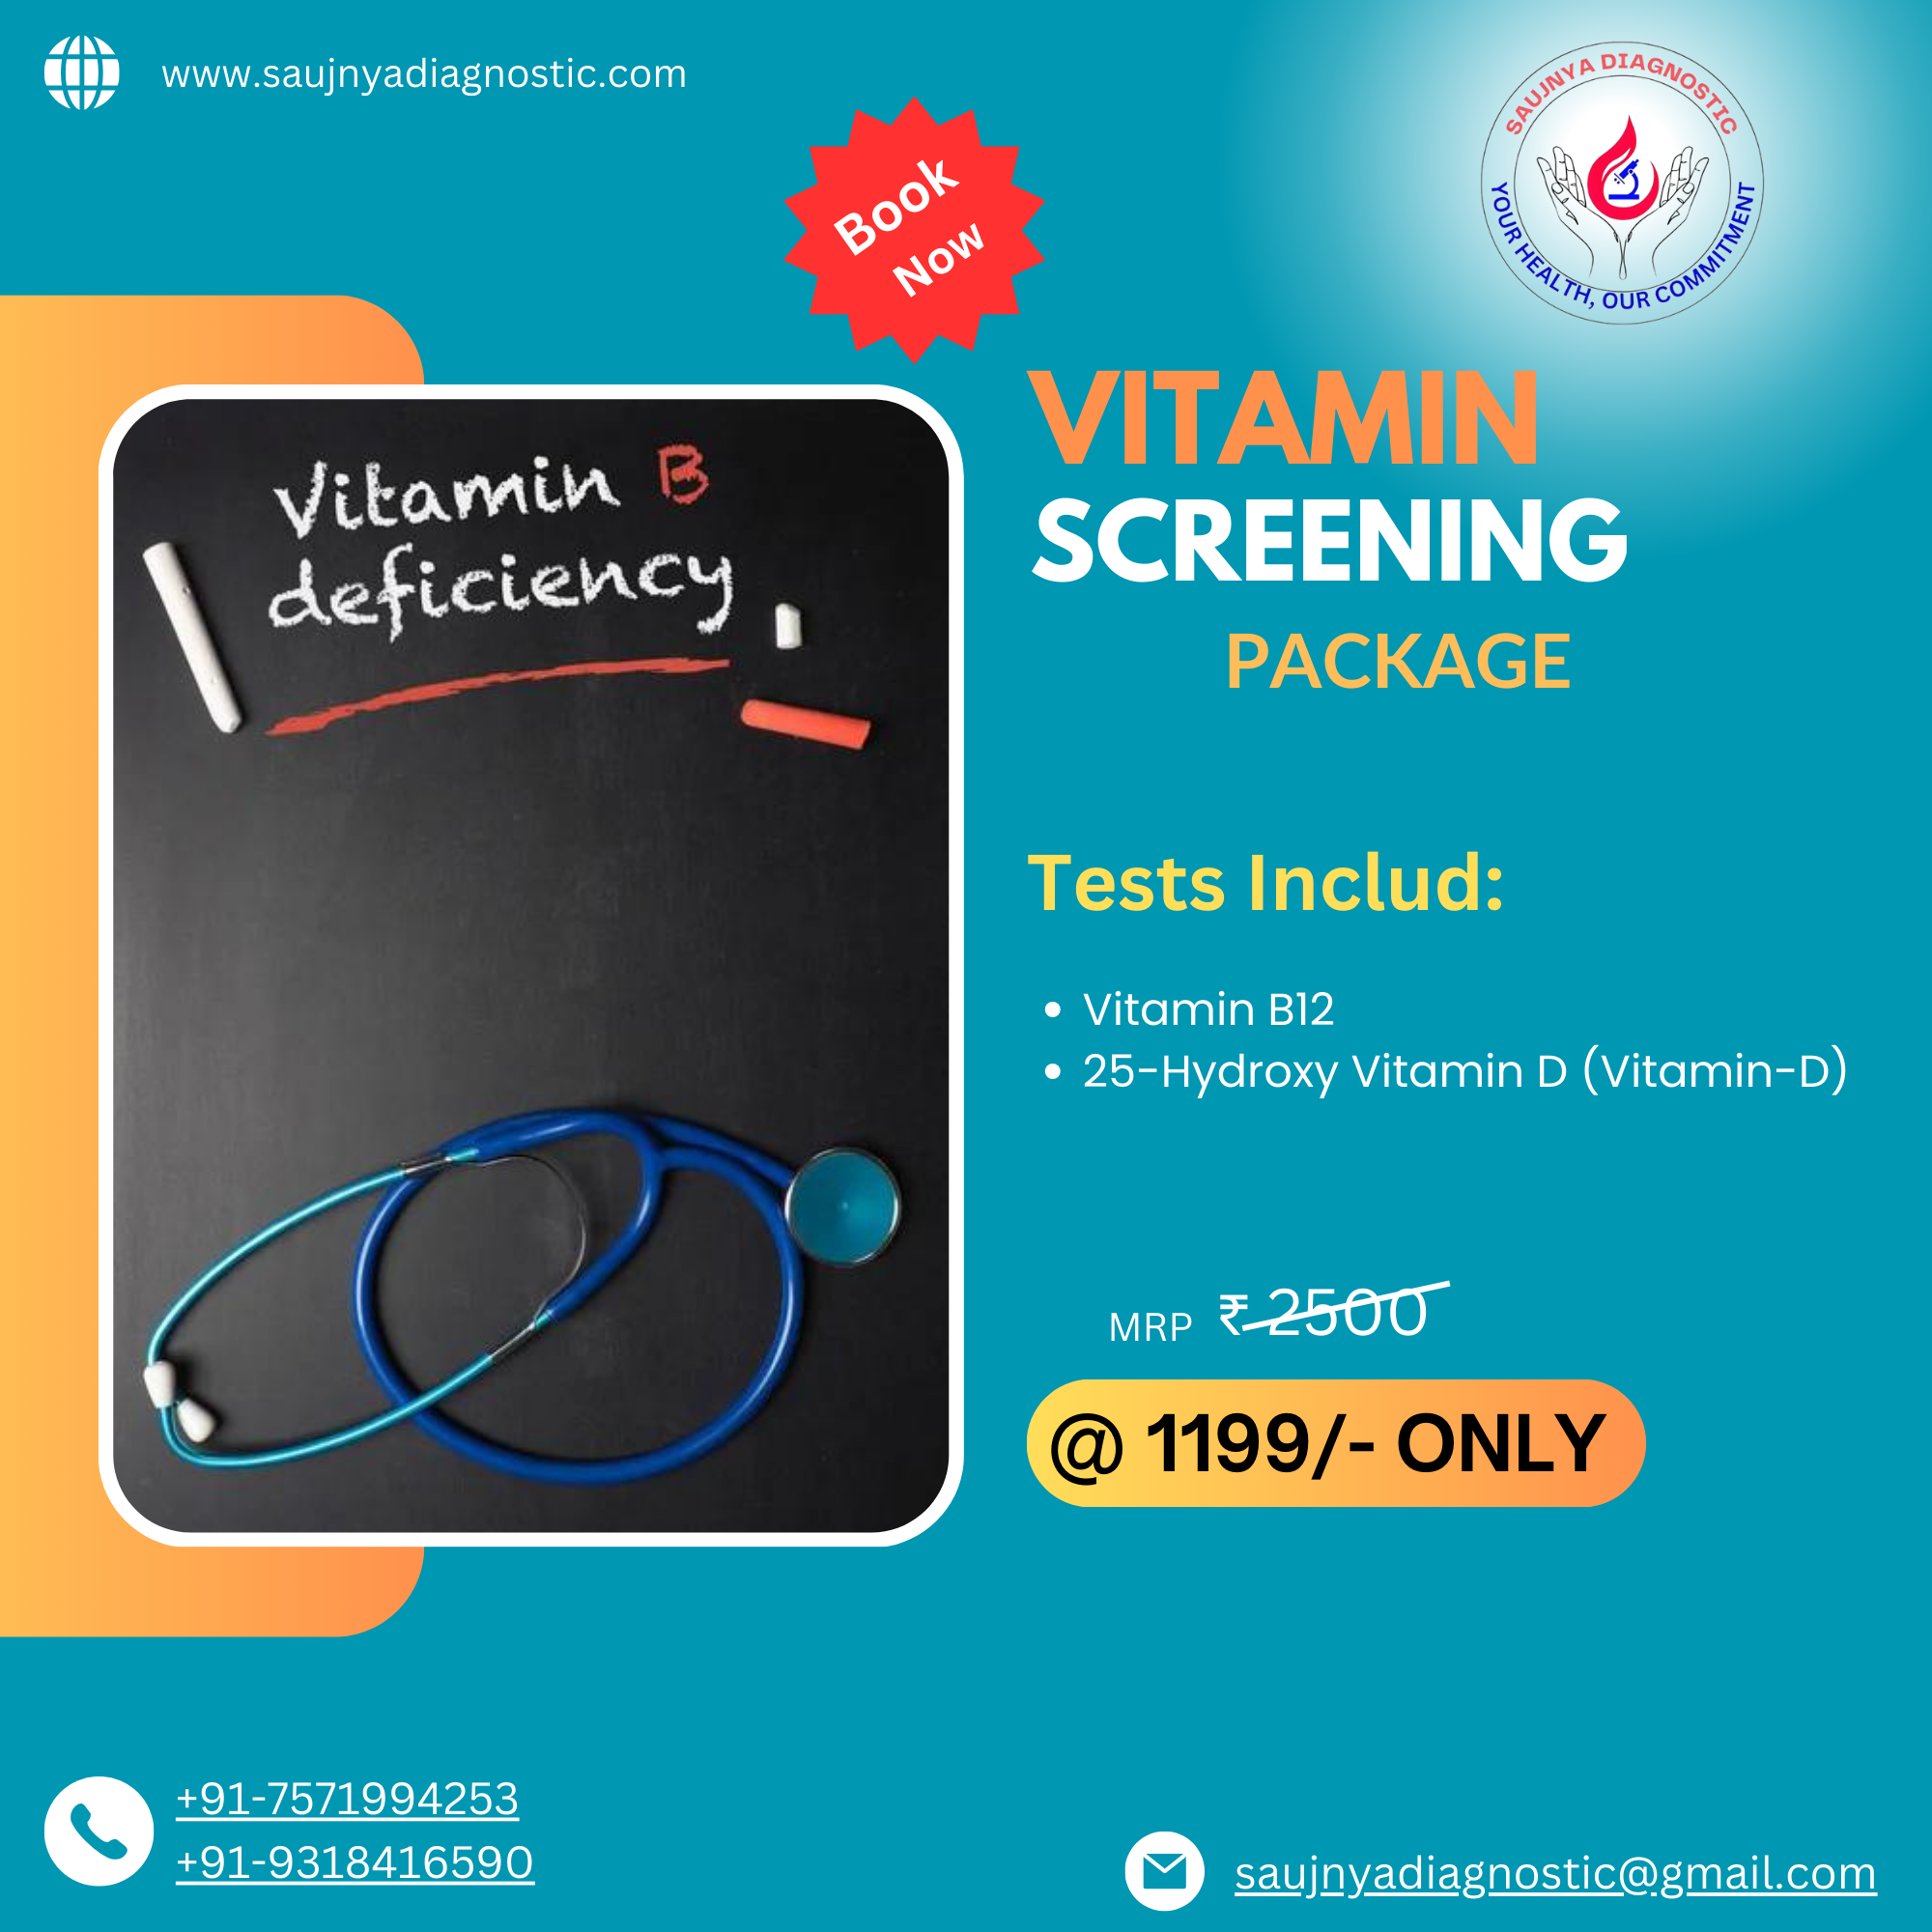 www.saujnyadiagnostic.com
SAUJNYA DIAGNOSTIC
YOUR HEALTH, OUR COMMITMENT
Book
Now
VITAMIN
SCREENING
PACKAGE
Vitamin B
deficiency
Tests Includ:
• Vitamin B12
• 25-Hydroxy Vitamin D (Vitamin-D)
MRP ₹ 2500
@ 1199/- ONLY
+91-7571994253
+91-9318416590
saujnyadiagnostic@gmail.com